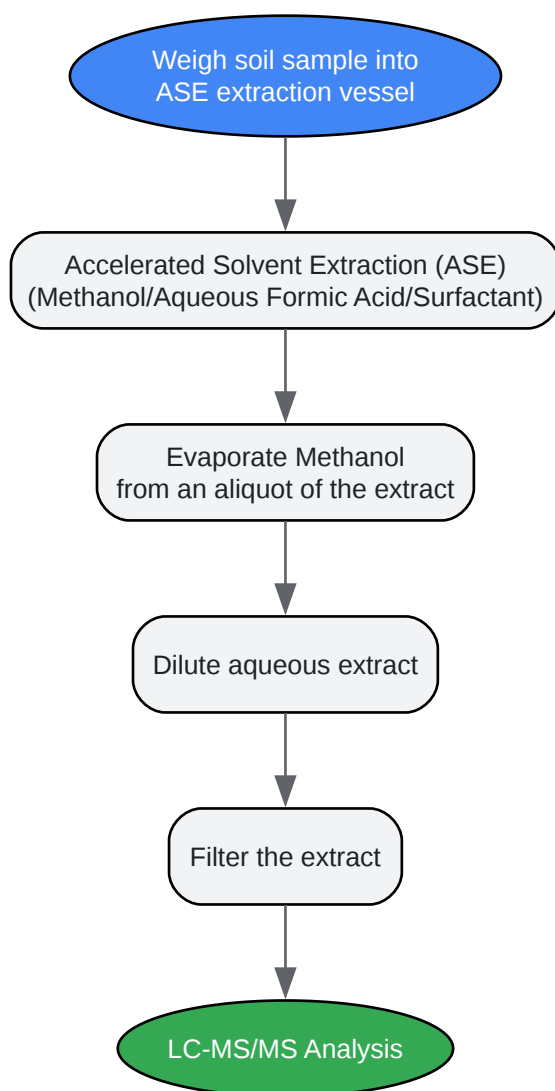 Weigh soil sample into
ASE extraction vessel
Accelerated Solvent Extraction (ASE)
(Methanol/Aqueous Formic Acid/Surfactant)
Evaporate Methanol
from an aliquot of the extract
Dilute aqueous extract
Filter the extract
LC-MS/MS Analysis